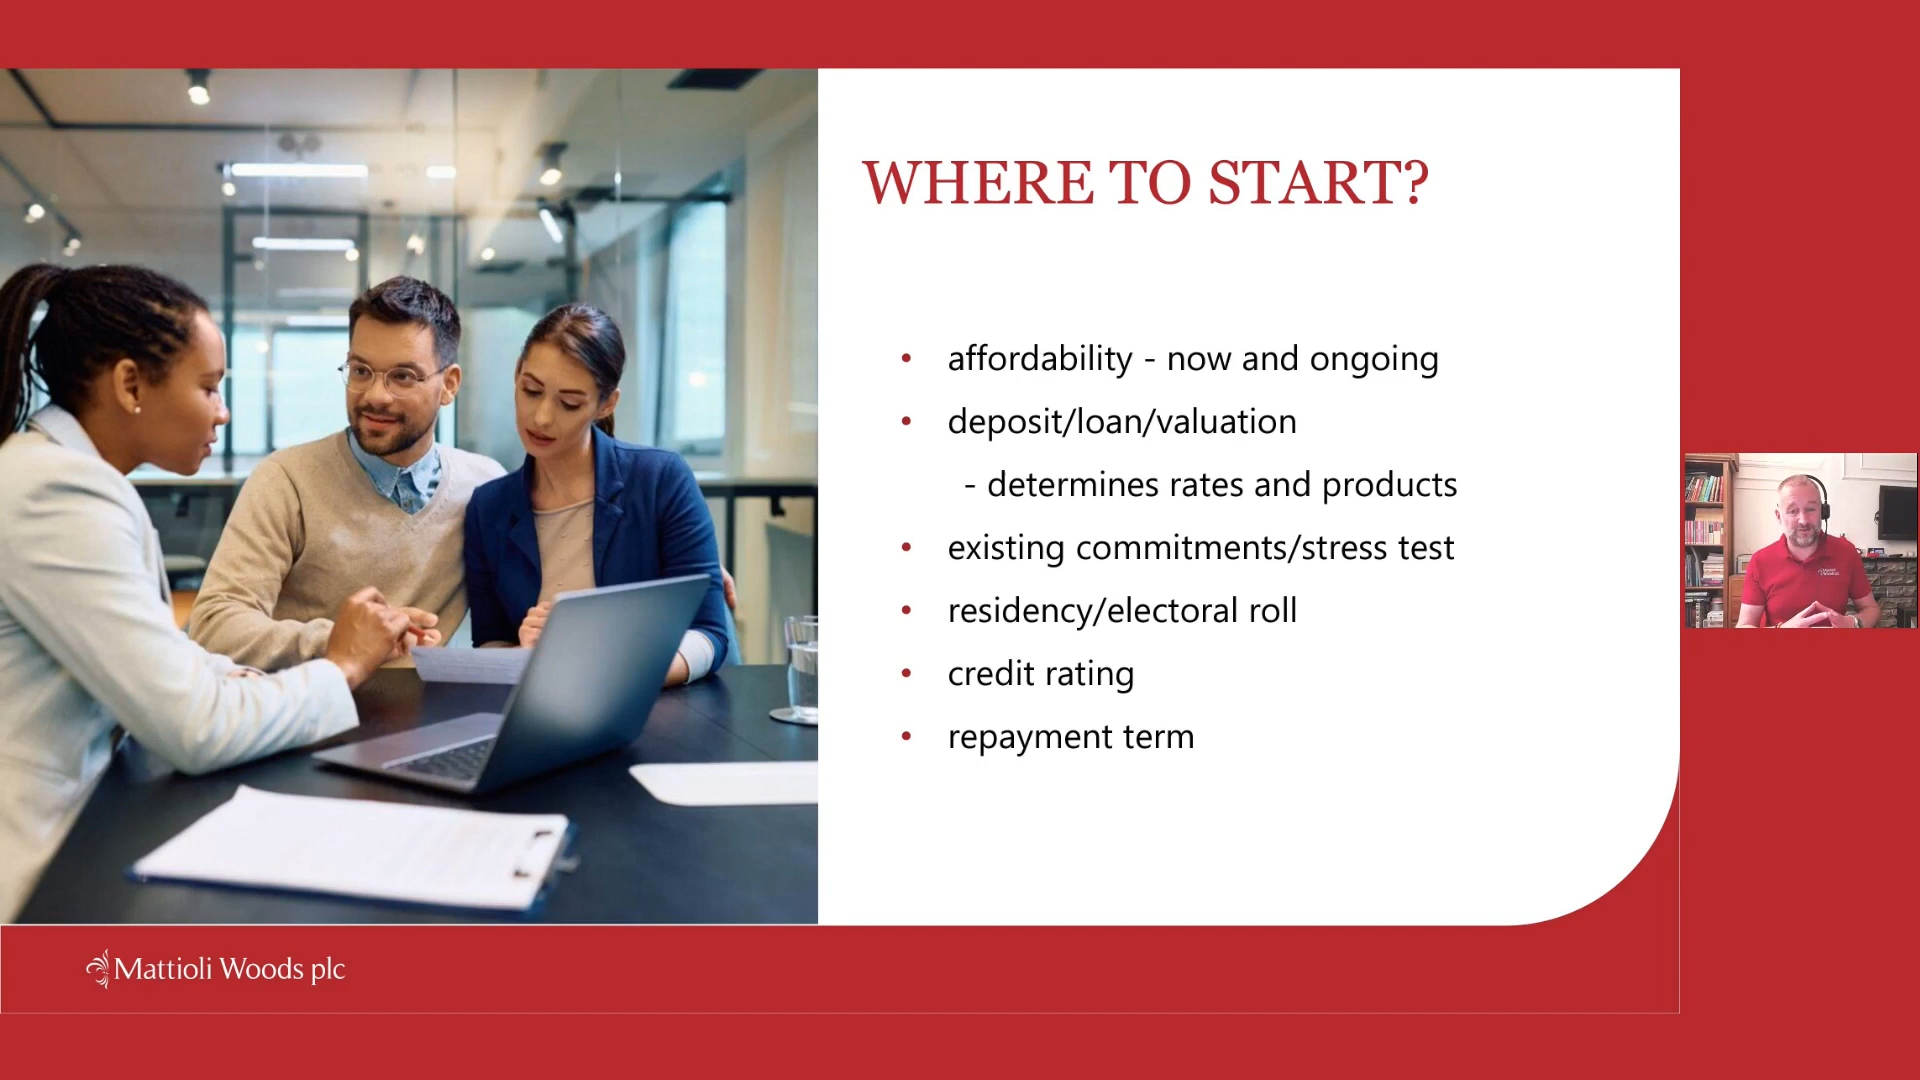 WHERE TO START?
• affordability - now and ongoing
• deposit/loan/valuation
- determines rates and products
• existing commitments/stress test
• residency/electoral roll
• credit rating
• repayment term
Mattioli Woods plc